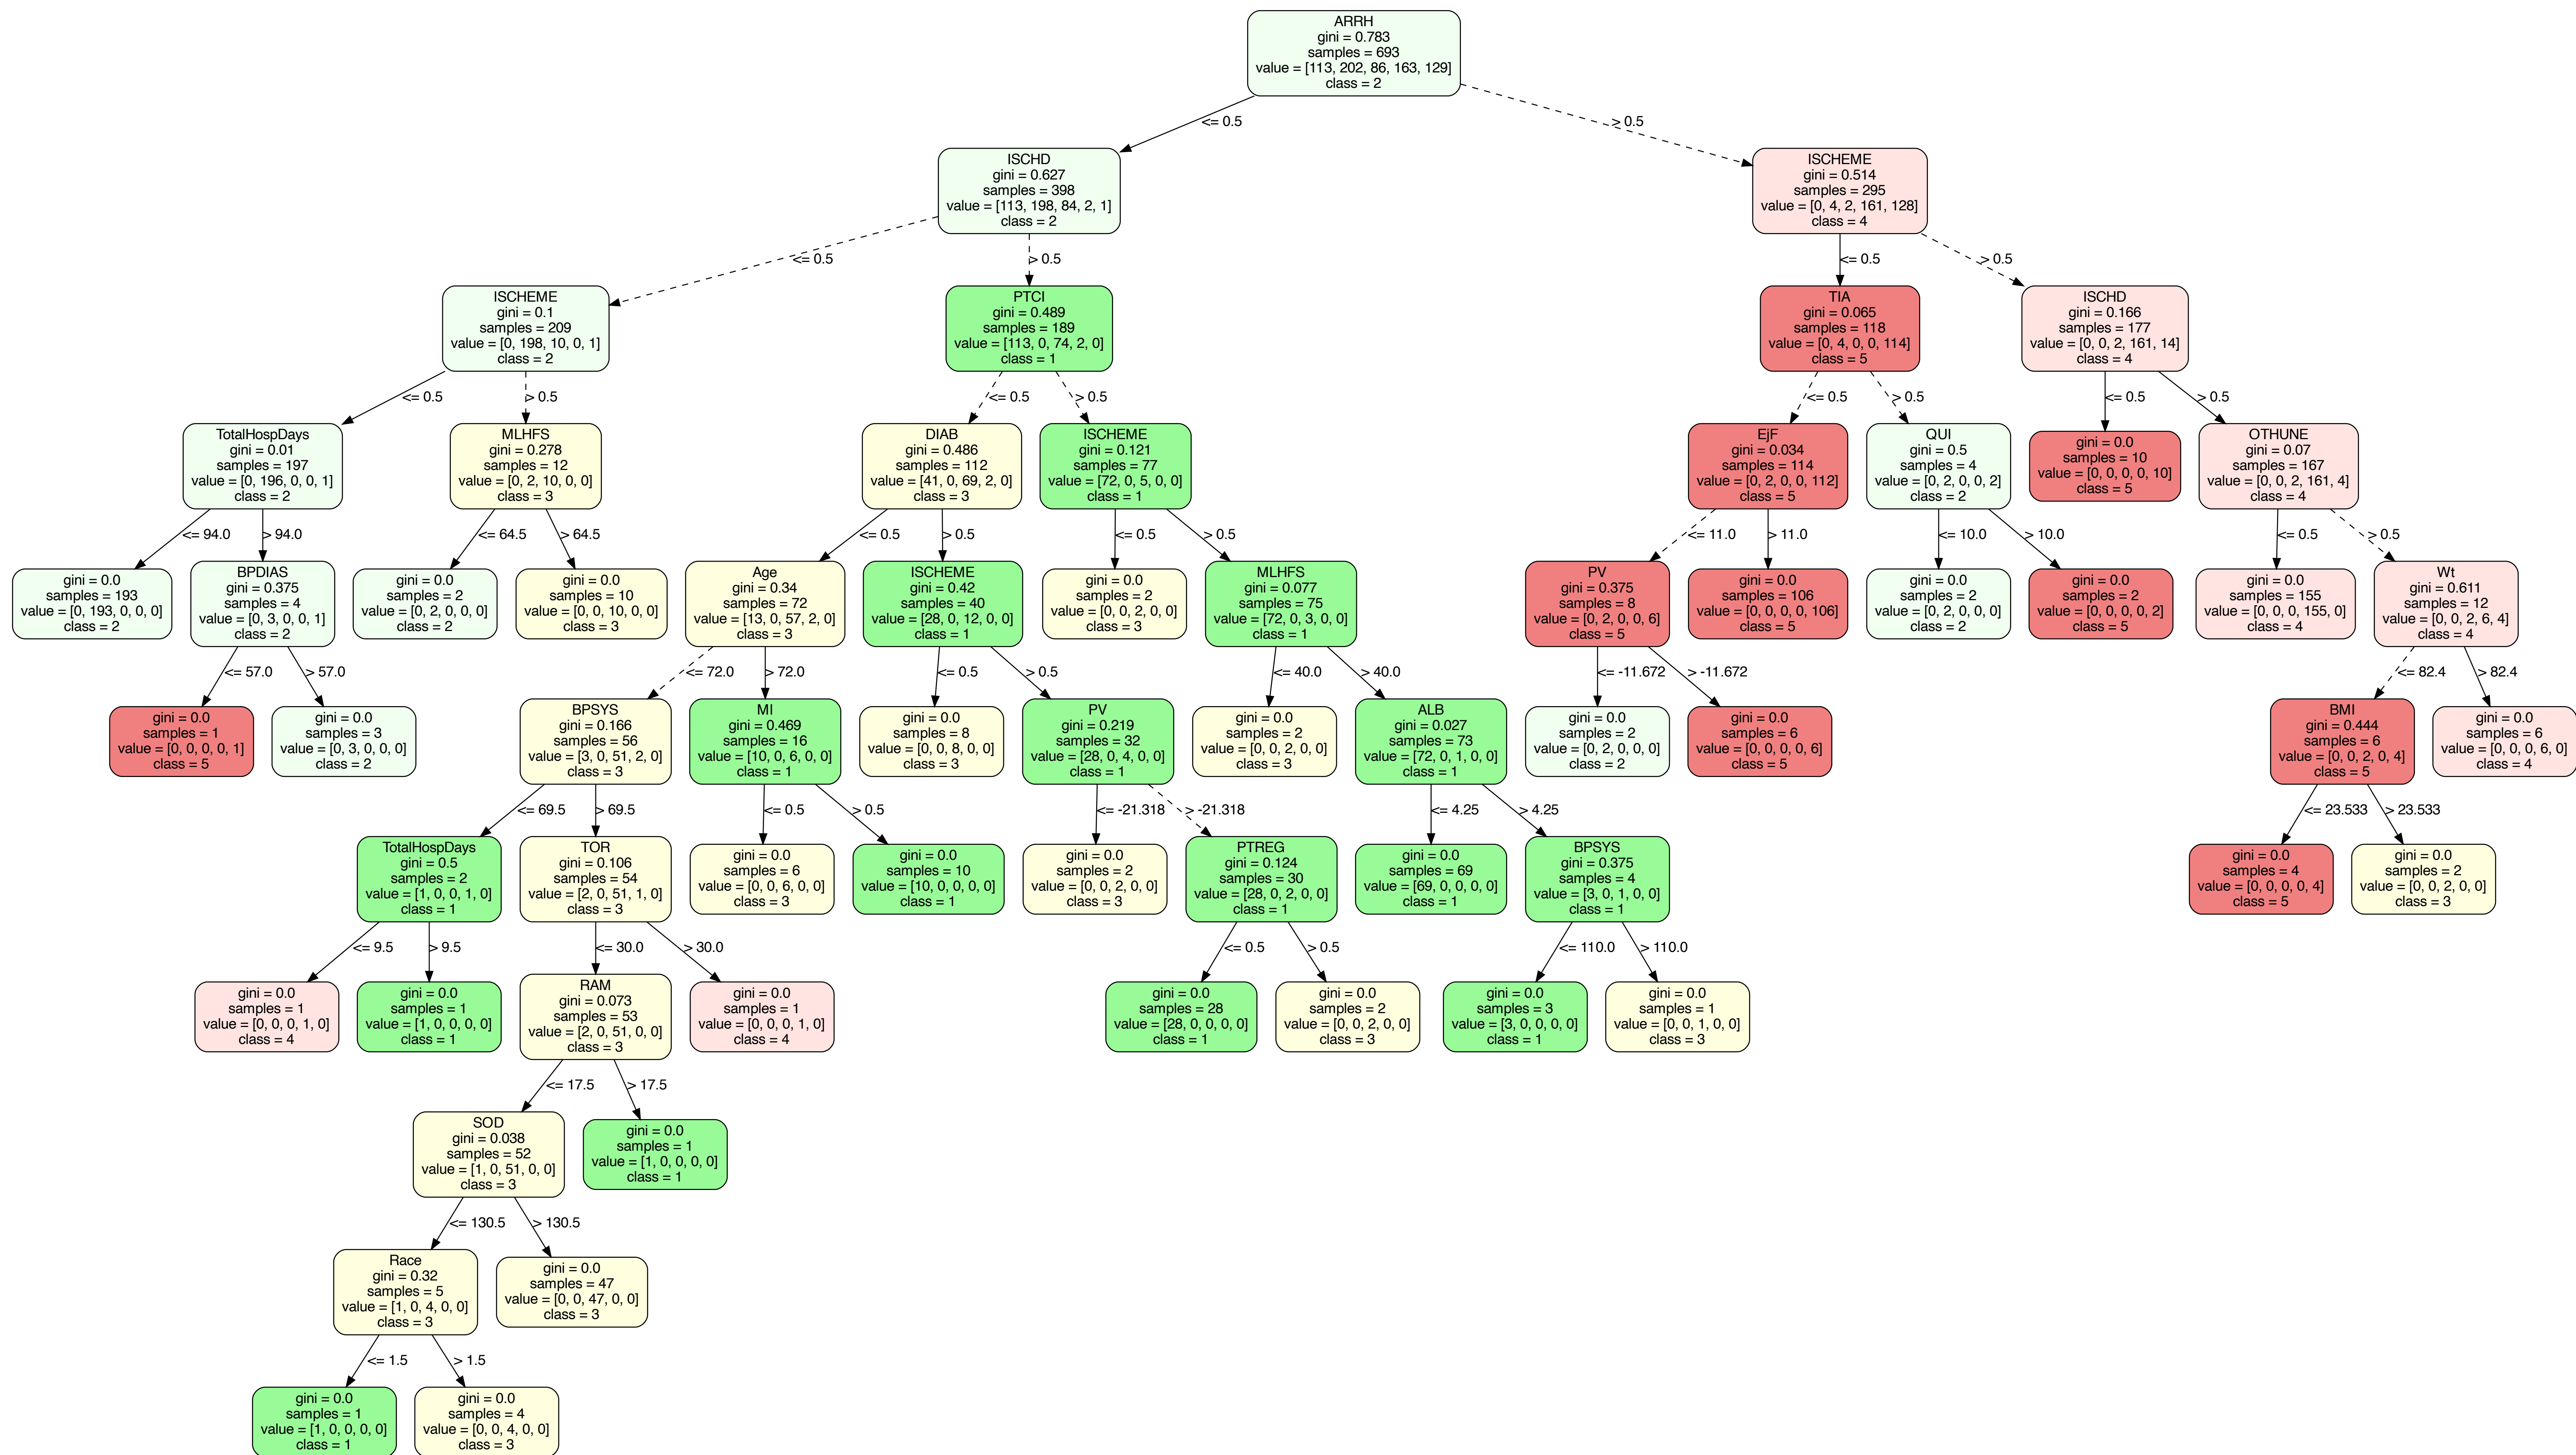 ARRH
gini = 0.783
samples = 693
value = [113, 202, 86, 163, 129]
class = 2
<= 0.5
> 0.5
ISCHD
gini = 0.627
samples = 398
value = [113, 198, 84, 2, 1]
class = 2
ISCHEME
gini = 0.514
samples = 295
value = [0, 4, 2, 161, 128]
class = 4
<= 0.5
> 0.5
<= 0.5
> 0.5
ISCHEME
gini = 0.1
samples = 209
value = [0, 198, 10, 0, 1]
class = 2
PTCI
gini = 0.489
samples = 189
value = [113, 0, 74, 2, 0]
class = 1
TIA
gini = 0.065
samples = 118
value = [0, 4, 0, 0, 114]
class = 5
ISCHD
gini = 0.166
samples = 177
value = [0, 0, 2, 161, 14]
class = 4
<= 0.5
> 0.5
<= 0.5
> 0.5
<= 0.5
> 0.5
<= 0.5
> 0.5
TotalHospDays
gini = 0.01
samples = 197
value = [0, 196, 0, 0, 1]
class = 2
MLHFS
gini = 0.278
samples = 12
value = [0, 2, 10, 0, 0]
class = 3
DIAB
gini = 0.486
samples = 112
value = [41, 0, 69, 2, 0]
class = 3
ISCHEME
gini = 0.121
samples = 77
value = [72, 0, 5, 0, 0]
class = 1
EjF
gini = 0.034
samples = 114
value = [0, 2, 0, 0, 112]
class = 5
QUI
gini = 0.5
samples = 4
value = [0, 2, 0, 0, 2]
class = 2
gini = 0.0
samples = 10
value = [0, 0, 0, 0, 10]
class = 5
OTHUNE
gini = 0.07
samples = 167
value = [0, 0, 2, 161, 4]
class = 4
<= 94.0
> 94.0
<= 64.5
> 64.5
<= 0.5
> 0.5
<= 0.5
> 0.5
<= 11.0
> 11.0
<= 10.0
> 10.0
<= 0.5
> 0.5
gini = 0.0
samples = 193
value = [0, 193, 0, 0, 0]
class = 2
BPDIAS
gini = 0.375
samples = 4
value = [0, 3, 0, 0, 1]
class = 2
gini = 0.0
samples = 2
value = [0, 2, 0, 0, 0]
class = 2
gini = 0.0
samples = 10
value = [0, 0, 10, 0, 0]
class = 3
Age
gini = 0.34
samples = 72
value = [13, 0, 57, 2, 0]
class = 3
ISCHEME
gini = 0.42
samples = 40
value = [28, 0, 12, 0, 0]
class = 1
gini = 0.0
samples = 2
value = [0, 0, 2, 0, 0]
class = 3
MLHFS
gini = 0.077
samples = 75
value = [72, 0, 3, 0, 0]
class = 1
PV
gini = 0.375
samples = 8
value = [0, 2, 0, 0, 6]
class = 5
gini = 0.0
samples = 106
value = [0, 0, 0, 0, 106]
class = 5
gini = 0.0
samples = 2
value = [0, 2, 0, 0, 0]
class = 2
gini = 0.0
samples = 2
value = [0, 0, 0, 0, 2]
class = 5
gini = 0.0
samples = 155
value = [0, 0, 0, 155, 0]
class = 4
Wt
gini = 0.611
samples = 12
value = [0, 0, 2, 6, 4]
class = 4
<= 57.0
> 57.0
<= 72.0
> 72.0
<= 0.5
> 0.5
<= 40.0
> 40.0
<= -11.672
> -11.672
<= 82.4
> 82.4
gini = 0.0
samples = 1
value = [0, 0, 0, 0, 1]
class = 5
gini = 0.0
samples = 3
value = [0, 3, 0, 0, 0]
class = 2
BPSYS
gini = 0.166
samples = 56
value = [3, 0, 51, 2, 0]
class = 3
MI
gini = 0.469
samples = 16
value = [10, 0, 6, 0, 0]
class = 1
gini = 0.0
samples = 8
value = [0, 0, 8, 0, 0]
class = 3
PV
gini = 0.219
samples = 32
value = [28, 0, 4, 0, 0]
class = 1
gini = 0.0
samples = 2
value = [0, 0, 2, 0, 0]
class = 3
ALB
gini = 0.027
samples = 73
value = [72, 0, 1, 0, 0]
class = 1
gini = 0.0
samples = 2
value = [0, 2, 0, 0, 0]
class = 2
gini = 0.0
samples = 6
value = [0, 0, 0, 0, 6]
class = 5
BMI
gini = 0.444
samples = 6
value = [0, 0, 2, 0, 4]
class = 5
gini = 0.0
samples = 6
value = [0, 0, 0, 6, 0]
class = 4
<= 69.5
> 69.5
<= 0.5
> 0.5
<= -21.318
> -21.318
<= 4.25
> 4.25
<= 23.533
> 23.533
TotalHospDays
gini = 0.5
samples = 2
value = [1, 0, 0, 1, 0]
class = 1
TOR
gini = 0.106
samples = 54
value = [2, 0, 51, 1, 0]
class = 3
gini = 0.0
samples = 6
value = [0, 0, 6, 0, 0]
class = 3
gini = 0.0
samples = 10
value = [10, 0, 0, 0, 0]
class = 1
gini = 0.0
samples = 2
value = [0, 0, 2, 0, 0]
class = 3
PTREG
gini = 0.124
samples = 30
value = [28, 0, 2, 0, 0]
class = 1
gini = 0.0
samples = 69
value = [69, 0, 0, 0, 0]
class = 1
BPSYS
gini = 0.375
samples = 4
value = [3, 0, 1, 0, 0]
class = 1
gini = 0.0
samples = 4
value = [0, 0, 0, 0, 4]
class = 5
gini = 0.0
samples = 2
value = [0, 0, 2, 0, 0]
class = 3
<= 9.5
> 9.5
<= 30.0
> 30.0
<= 0.5
> 0.5
<= 110.0
> 110.0
gini = 0.0
samples = 1
value = [0, 0, 0, 1, 0]
class = 4
gini = 0.0
samples = 1
value = [1, 0, 0, 0, 0]
class = 1
RAM
gini = 0.073
samples = 53
value = [2, 0, 51, 0, 0]
class = 3
gini = 0.0
samples = 1
value = [0, 0, 0, 1, 0]
class = 4
gini = 0.0
samples = 28
value = [28, 0, 0, 0, 0]
class = 1
gini = 0.0
samples = 2
value = [0, 0, 2, 0, 0]
class = 3
gini = 0.0
samples = 3
value = [3, 0, 0, 0, 0]
class = 1
gini = 0.0
samples = 1
value = [0, 0, 1, 0, 0]
class = 3
<= 17.5
> 17.5
SOD
gini = 0.038
samples = 52
value = [1, 0, 51, 0, 0]
class = 3
gini = 0.0
samples = 1
value = [1, 0, 0, 0, 0]
class = 1
<= 130.5
> 130.5
Race
gini = 0.32
samples = 5
value = [1, 0, 4, 0, 0]
class = 3
gini = 0.0
samples = 47
value = [0, 0, 47, 0, 0]
class = 3
<= 1.5
> 1.5
gini = 0.0
samples = 1
value = [1, 0, 0, 0, 0]
class = 1
gini = 0.0
samples = 4
value = [0, 0, 4, 0, 0]
class = 3